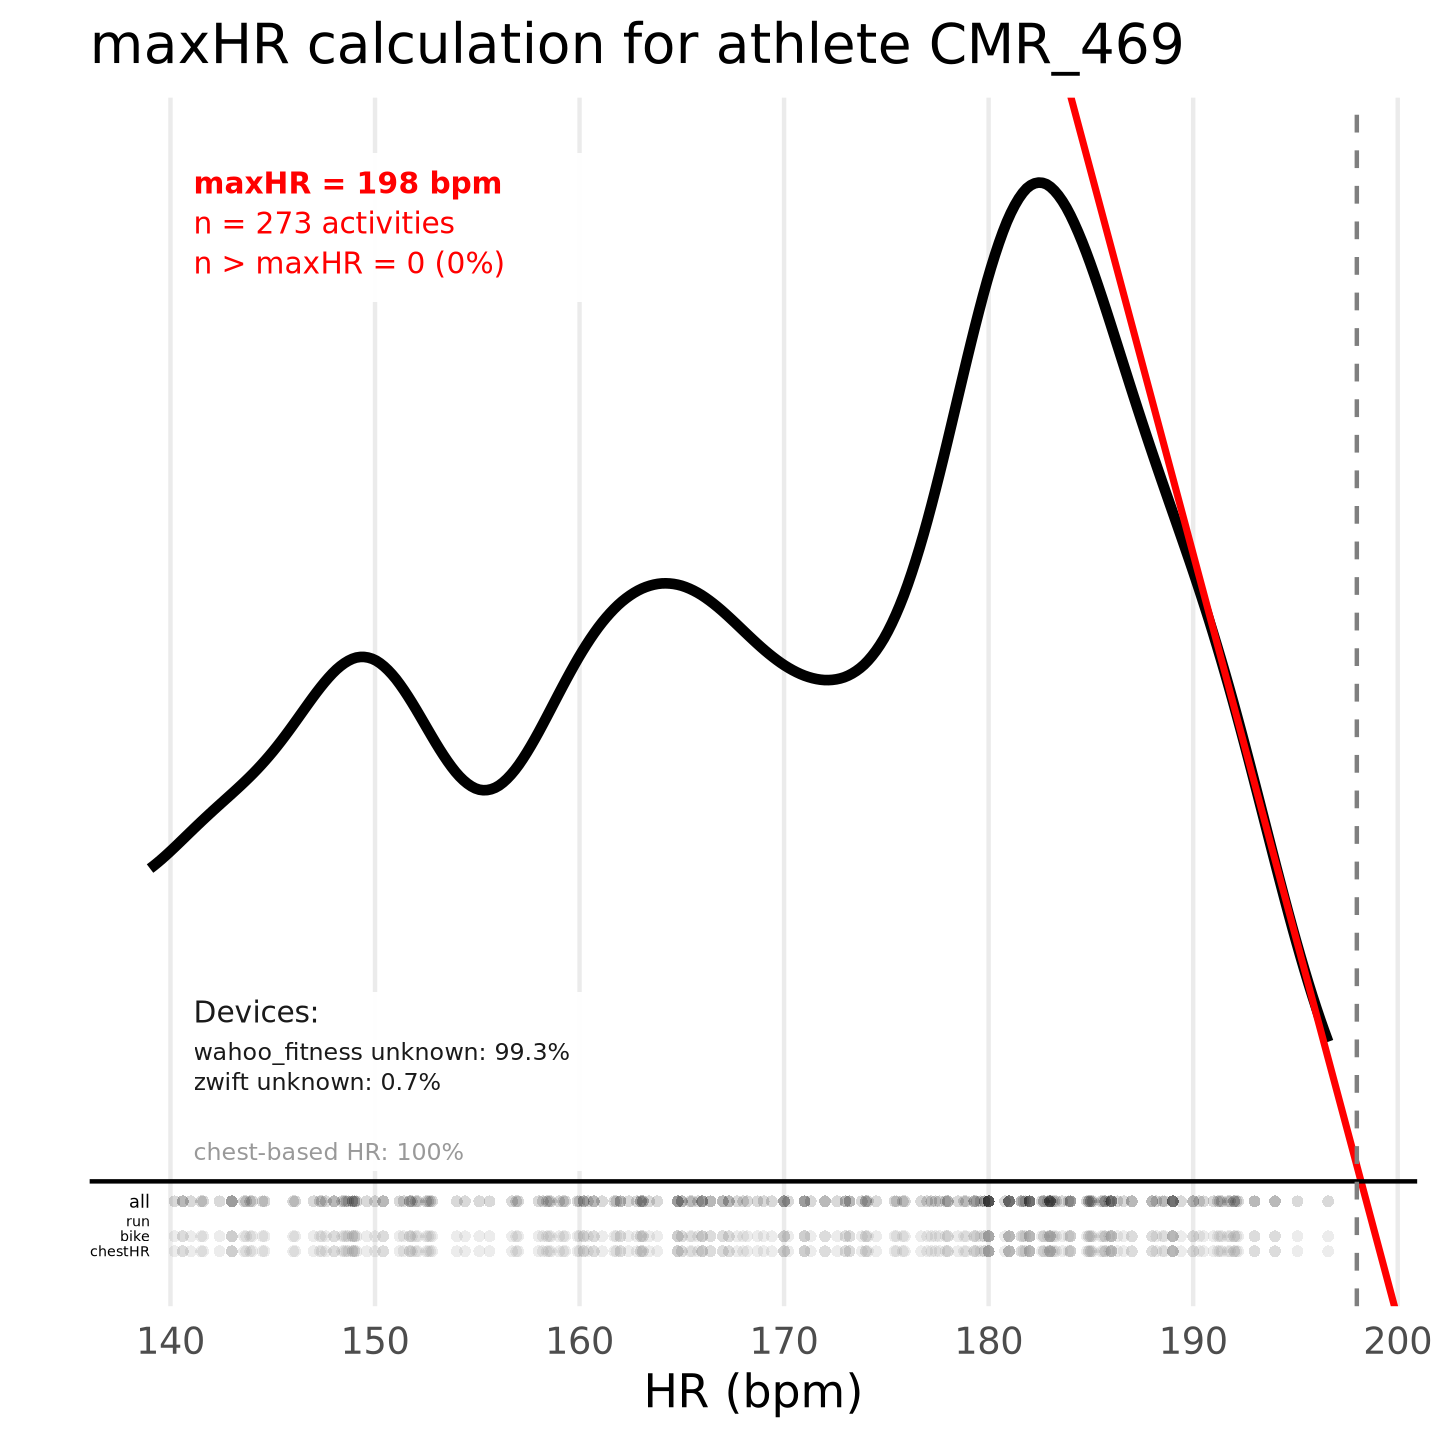 maxHR calculation for athlete CMR_469
maxHR = 198 bpm
n = 273 activities
n > maxHR = 0 (0%)
Devices:
wahoo_fitness unknown: 99.3%
zwift unknown: 0.7%
chest-based HR: 100%
all
run
bike
chestHR
140 150 160 170 180 190 200
HR (bpm)